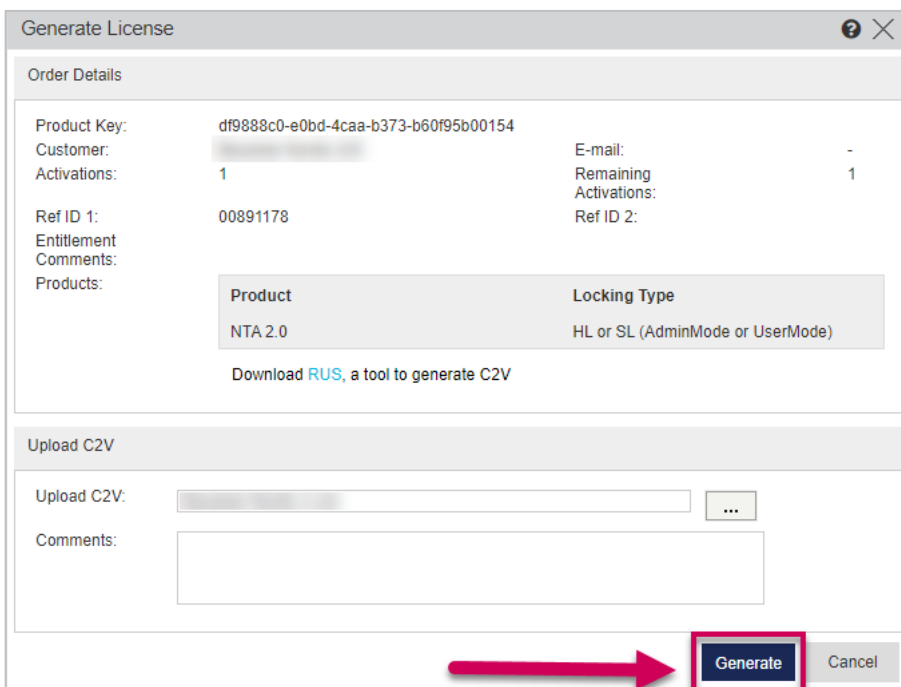 Generate License
Order Details
Product Key: df9888c0-e0bd-4caa-b373-b60f95b00154
Customer: E-mail: -
Activations: 1 Remaining Activations: 1
Ref ID 1: 00891178 Ref ID 2:
Entitlement
Comments:
Products:
Product Locking Type
NTA 2.0 HL or SL (AdminMode or UserMode)
Download RUS, a tool to generate C2V
Upload C2V
Upload C2V: ...
Comments:
Generate Cancel